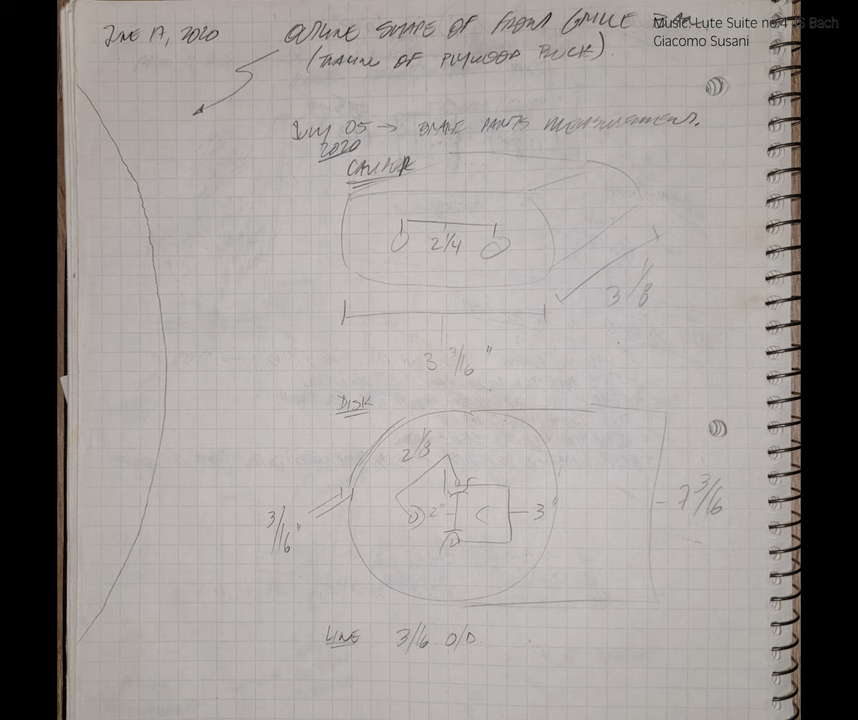 JUNE 17, 2020
OUTLINE SHAPE OF FRONT GRILLE
(TRACING OF PLYWOOD BUCK)
Music-Lute Suite no.4 JS Bach
Giacomo Susani
JULY 05 → BRAKE PARTS MEASUREMENTS.
2020
CALIPER
2 1/4
3 1/8
3 3/16"
DISK
2 1/8
2"
3"
7 3/16
3/16"
LINE 3/16 O/D